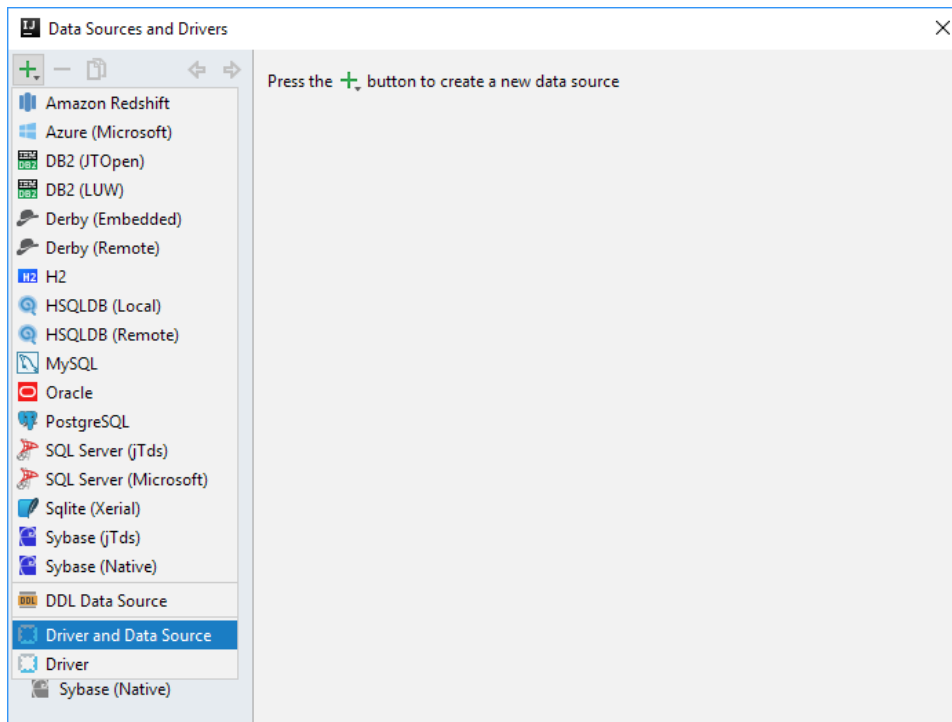 Data Sources and Drivers
Press the + button to create a new data source
Amazon Redshift
Azure (Microsoft)
DB2 (JTOpen)
DB2 (LUW)
Derby (Embedded)
Derby (Remote)
H2 H2
HSQLDB (Local)
HSQLDB (Remote)
MySQL
Oracle
PostgreSQL
SQL Server (jTds)
SQL Server (Microsoft)
Sqlite (Xerial)
Sybase (jTds)
Sybase (Native)
DDL DDL Data Source
Driver and Data Source
Driver
Sybase (Native)